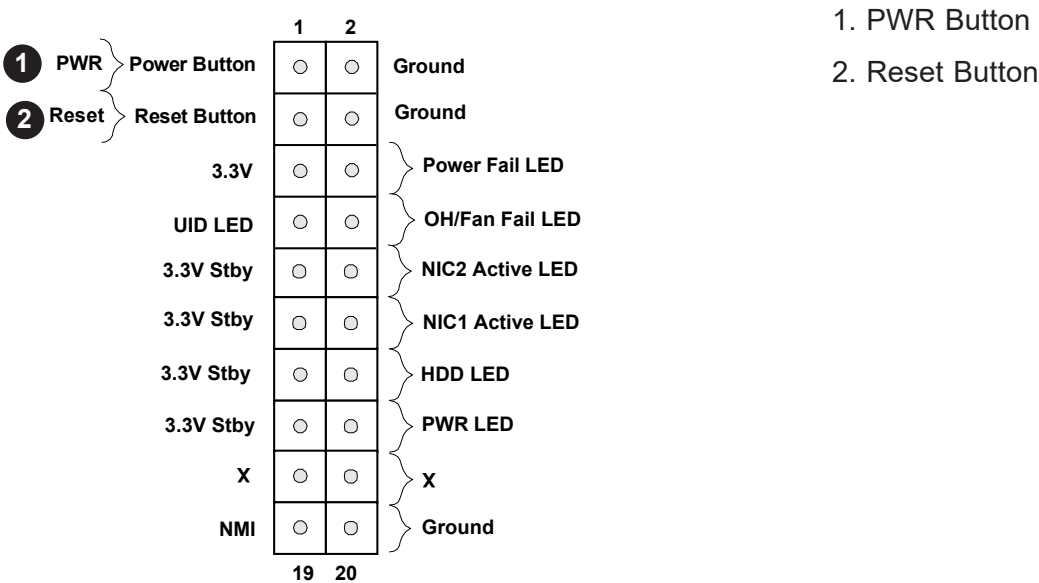 1 2
1 PWR Power Button Ground
2 Reset Reset Button Ground
3.3V Power Fail LED
UID LED OH/Fan Fail LED
3.3V Stby NIC2 Active LED
3.3V Stby NIC1 Active LED
3.3V Stby HDD LED
3.3V Stby PWR LED
X X
NMI Ground
19 20
1. PWR Button
2. Reset Button